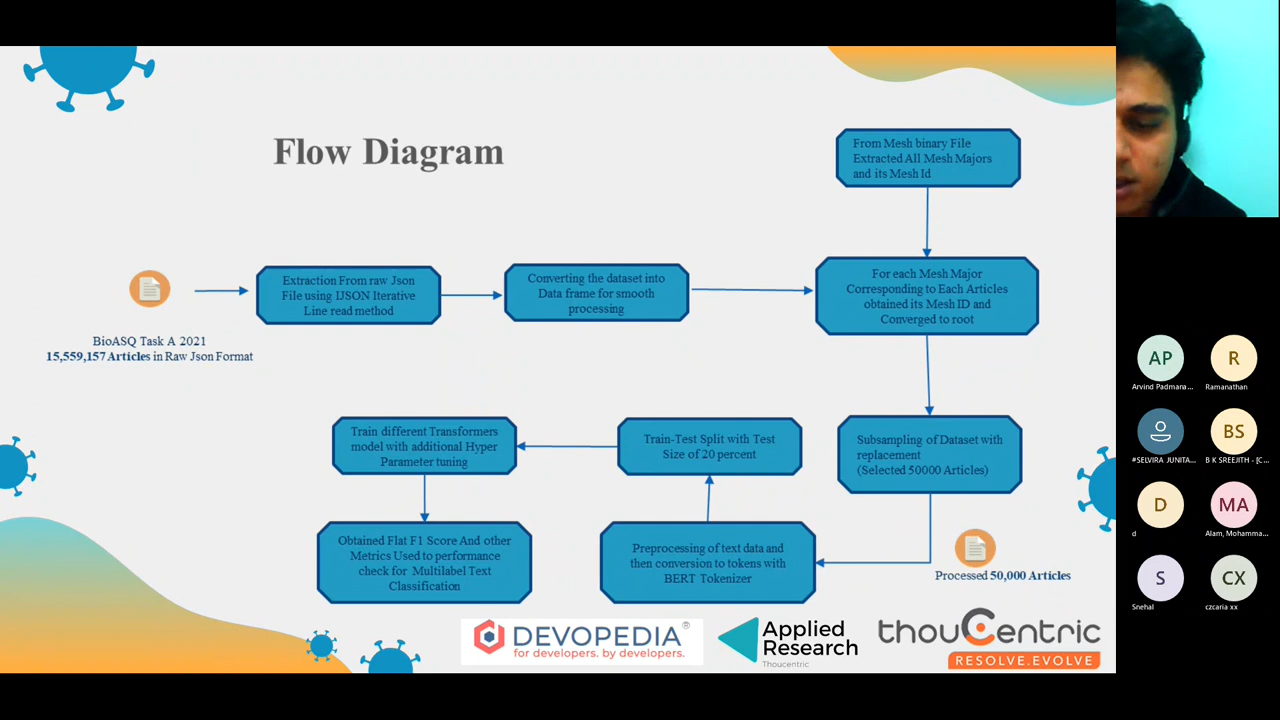 Flow Diagram
From Mesh binary File
Extracted All Mesh Majors
and its Mesh Id
BioASQ Task A 2021
15,559,157 Articles in Raw Json Format
Extraction From raw Json
File using IJSON Iterative
Line read method
Converting the dataset into
Data frame for smooth
processing
For each Mesh Major
Corresponding to Each Articles
obtained its Mesh ID and
Converged to root
Subsampling of Dataset with
replacement
(Selected 50000 Articles)
Processed 50,000 Articles
Preprocessing of text data and
then conversion to tokens with
BERT Tokenizer
Train-Test Split with Test
Size of 20 percent
Train different Transformers
model with additional Hyper
Parameter tuning
Obtained Flat F1 Score And other
Metrics Used to performance
check for Multilabel Text
Classification
DEVOPEDIA®
for developers. by developers.
Applied
Research
Thoucentric
thouCentric
RESOLVE.EVOLVE
AP
Arvind Padmana...
R
Ramanathan
#SELVIRA JUNITA...
BS
B K SREEJITH - [C...
D
d
MA
Alam, Mohamma...
S
Snehal
CX
czcaria xx